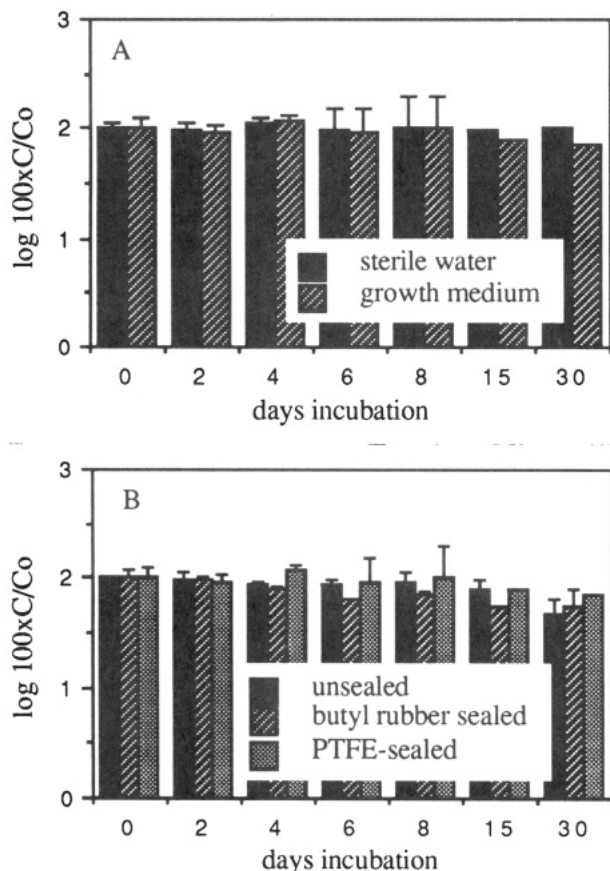 3
A
2
log 100xC/Co
1
sterile water
growth medium
0
0 2 4 6 8 15 30
days incubation
3
B
2
log 100xC/Co
1
unsealed
butyl rubber sealed
PTFE-sealed
0
0 2 4 6 8 15 30
days incubation